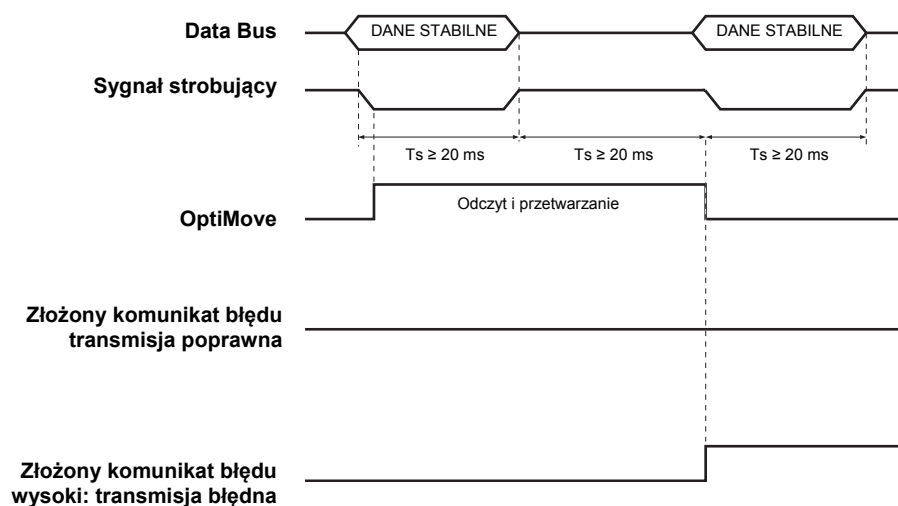 Data Bus
DANE STABILNE
DANE STABILNE
Sygnał strobujący
Ts ≥ 20 ms
Ts ≥ 20 ms
Ts ≥ 20 ms
OptiMove
Odczyt i przetwarzanie
Złożony komunikat błędu
transmisja poprawna
Złożony komunikat błędu
wysoki: transmisja błędna